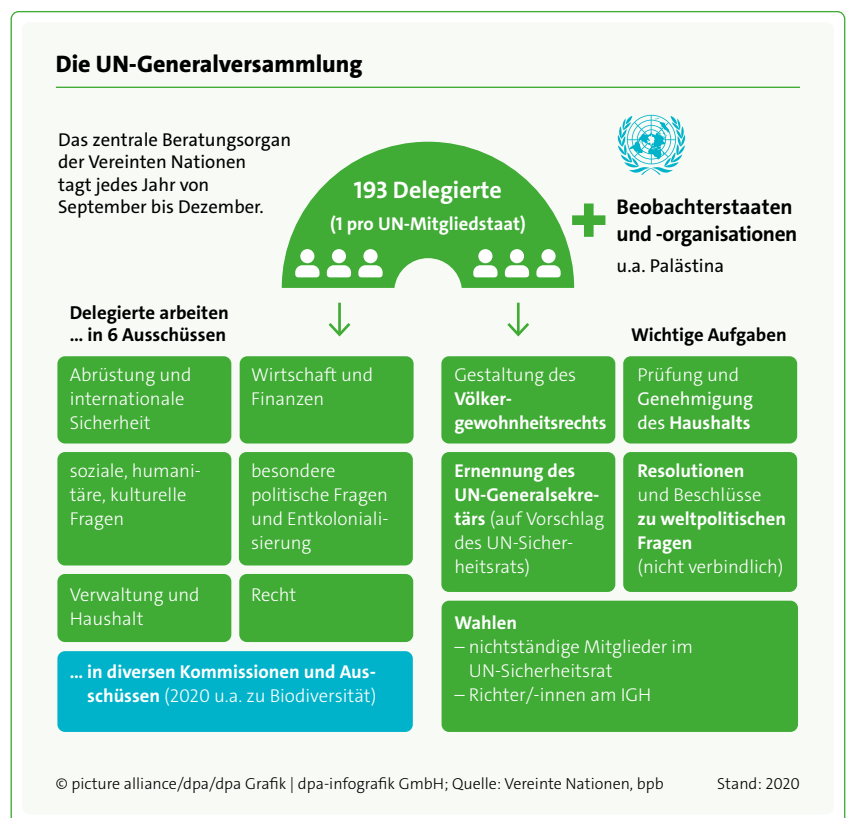 Die UN-Generalversammlung
Das zentrale Beratungsorgan
der Vereinten Nationen
tagt jedes Jahr von
September bis Dezember.
193 Delegierte
(1 pro UN-Mitgliedstaat)
Beobachterstaaten
und -organisationen
u.a. Palästina
Delegierte arbeiten
... in 6 Ausschüssen
Abrüstung und
internationale
Sicherheit
Wirtschaft und
Finanzen
soziale, humani-
täre, kulturelle
Fragen
besondere
politische Fragen
und Entkoloniali-
sierung
Verwaltung und
Haushalt
Recht
... in diversen Kommissionen und Aus-
schüssen (2020 u.a. zu Biodiversität)
Wichtige Aufgaben
Gestaltung des
Völker-
gewohnheitsrechts
Prüfung und
Genehmigung
des Haushalts
Ernennung des
UN-Generalsekre-
tärs (auf Vorschlag
des UN-Sicher-
heitsrats)
Resolutionen
und Beschlüsse
zu weltpolitischen
Fragen
(nicht verbindlich)
Wahlen
– nichtständige Mitglieder im
UN-Sicherheitsrat
– Richter/-innen am IGH
© picture alliance/dpa/dpa Grafik | dpa-infografik GmbH; Quelle: Vereinte Nationen, bpb
Stand: 2020